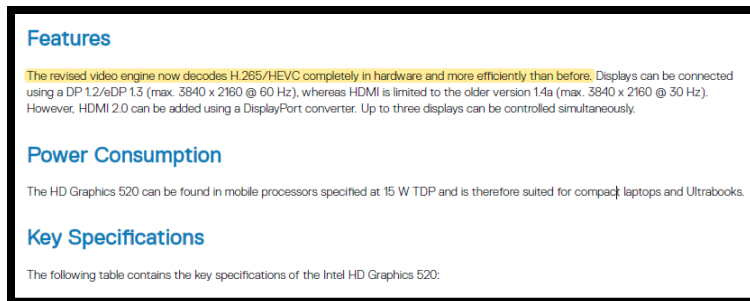 Features
The revised video engine now decodes H.265/HEVC completely in hardware and more efficiently than before. Displays can be connected
using a DP 1.2/eDP 1.3 (max. 3840 x 2160 @ 60 Hz), whereas HDMI is limited to the older version 1.4a (max. 3840 x 2160 @ 30 Hz).
However, HDMI 2.0 can be added using a DisplayPort converter. Up to three displays can be controlled simultaneously.
Power Consumption
The HD Graphics 520 can be found in mobile processors specified at 15 W TDP and is therefore suited for compact laptops and Ultrabooks.
Key Specifications
The following table contains the key specifications of the Intel HD Graphics 520: